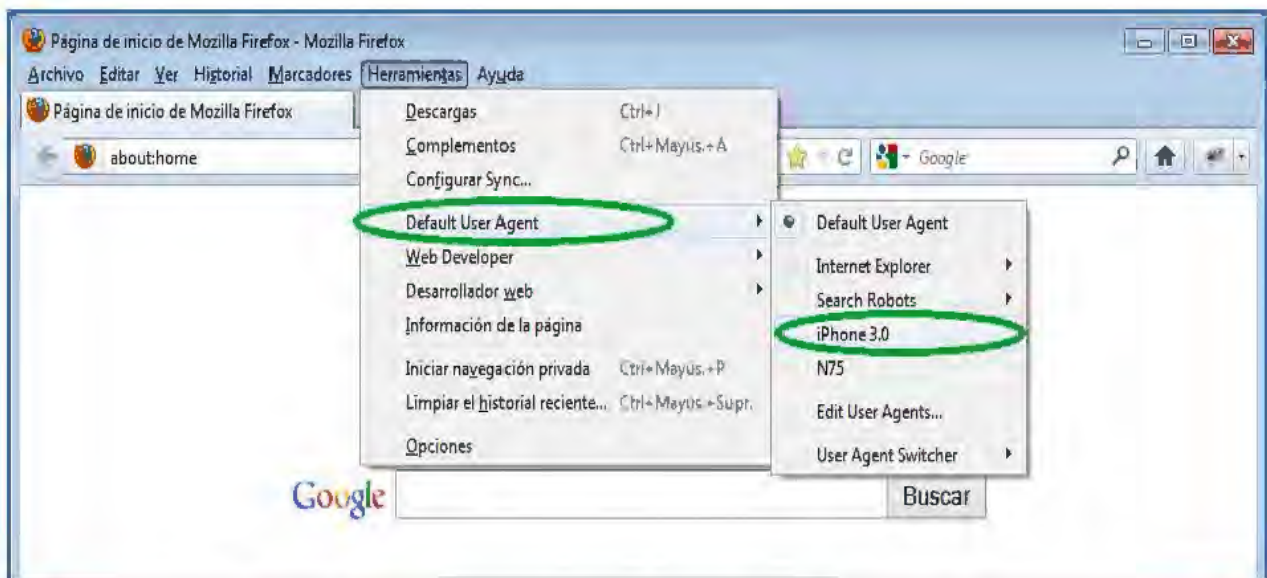 Página de inicio de Mozilla Firefox - Mozilla Firefox
Archivo Editar Ver Historial Marcadores Herramientas Ayuda
Página de inicio de Mozilla Firefox
about:home
Google
Descargas Ctrl+J
Complementos Ctrl+Mayús.+A
Configurar Sync...
Default User Agent
Web Developer
Desarrollador web
Información de la página
Iniciar navegación privada Ctrl+Mayús.+P
Limpiar el historial reciente... Ctrl+Mayús.+Supr.
Opciones
Default User Agent
Internet Explorer
Search Robots
iPhone 3.0
N75
Edit User Agents...
User Agent Switcher
Google Buscar